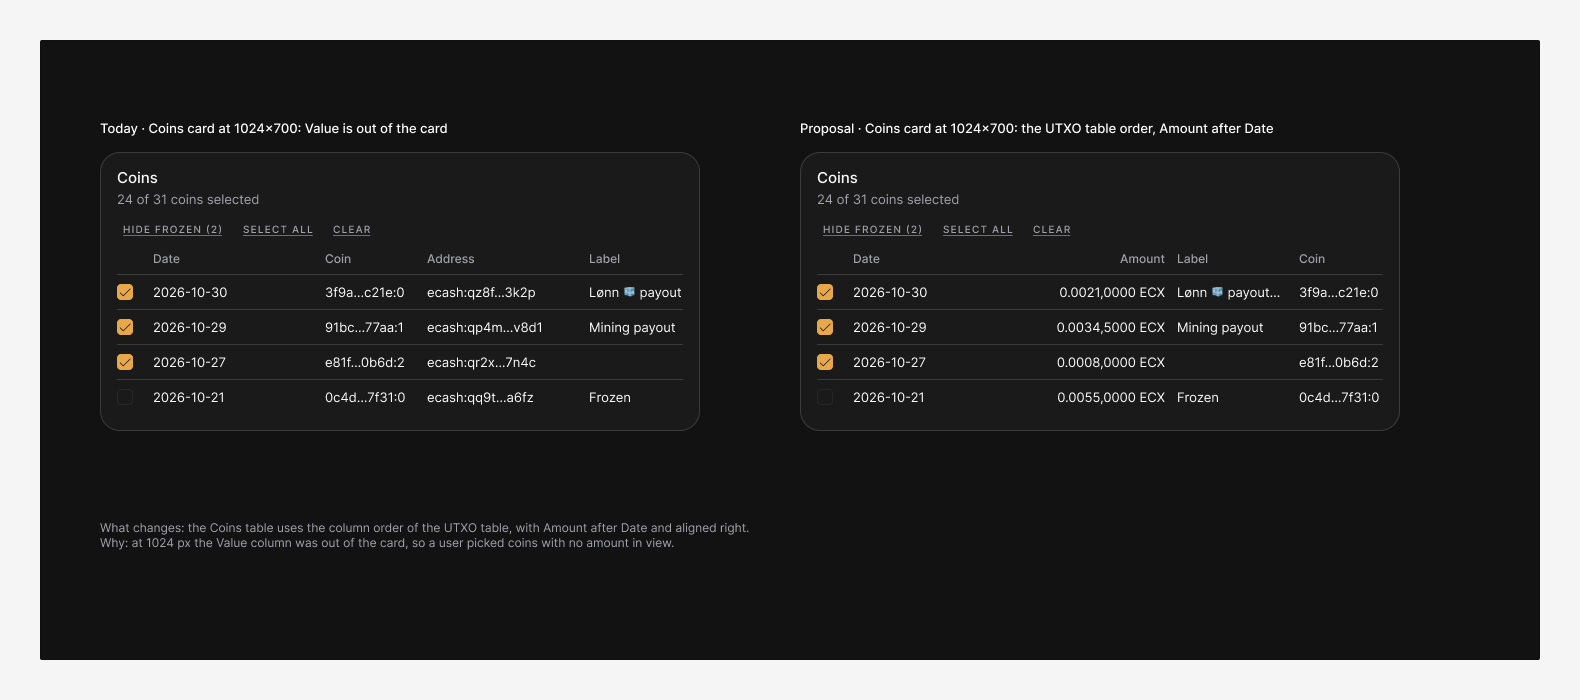 Today · Coins card at 1024×700: Value is out of the card
Coins
24 of 31 coins selected
HIDE FROZEN (2) SELECT ALL CLEAR
Date Coin Address Label
2026-10-30 3f9a...c21e:0 ecash:qz8f...3k2p Lønn 🧊 payout
2026-10-29 91bc...77aa:1 ecash:qp4m...v8d1 Mining payout
2026-10-27 e81f...0b6d:2 ecash:qr2x...7n4c
2026-10-21 0c4d...7f31:0 ecash:qq9t...a6fz Frozen
Proposal · Coins card at 1024×700: the UTXO table order, Amount after Date
Coins
24 of 31 coins selected
HIDE FROZEN (2) SELECT ALL CLEAR
Date Amount Label Coin
2026-10-30 0.0021,0000 ECX Lønn 🧊 payout... 3f9a...c21e:0
2026-10-29 0.0034,5000 ECX Mining payout 91bc...77aa:1
2026-10-27 0.0008,0000 ECX e81f...0b6d:2
2026-10-21 0.0055,0000 ECX Frozen 0c4d...7f31:0
What changes: the Coins table uses the column order of the UTXO table, with Amount after Date and aligned right.
Why: at 1024 px the Value column was out of the card, so a user picked coins with no amount in view.